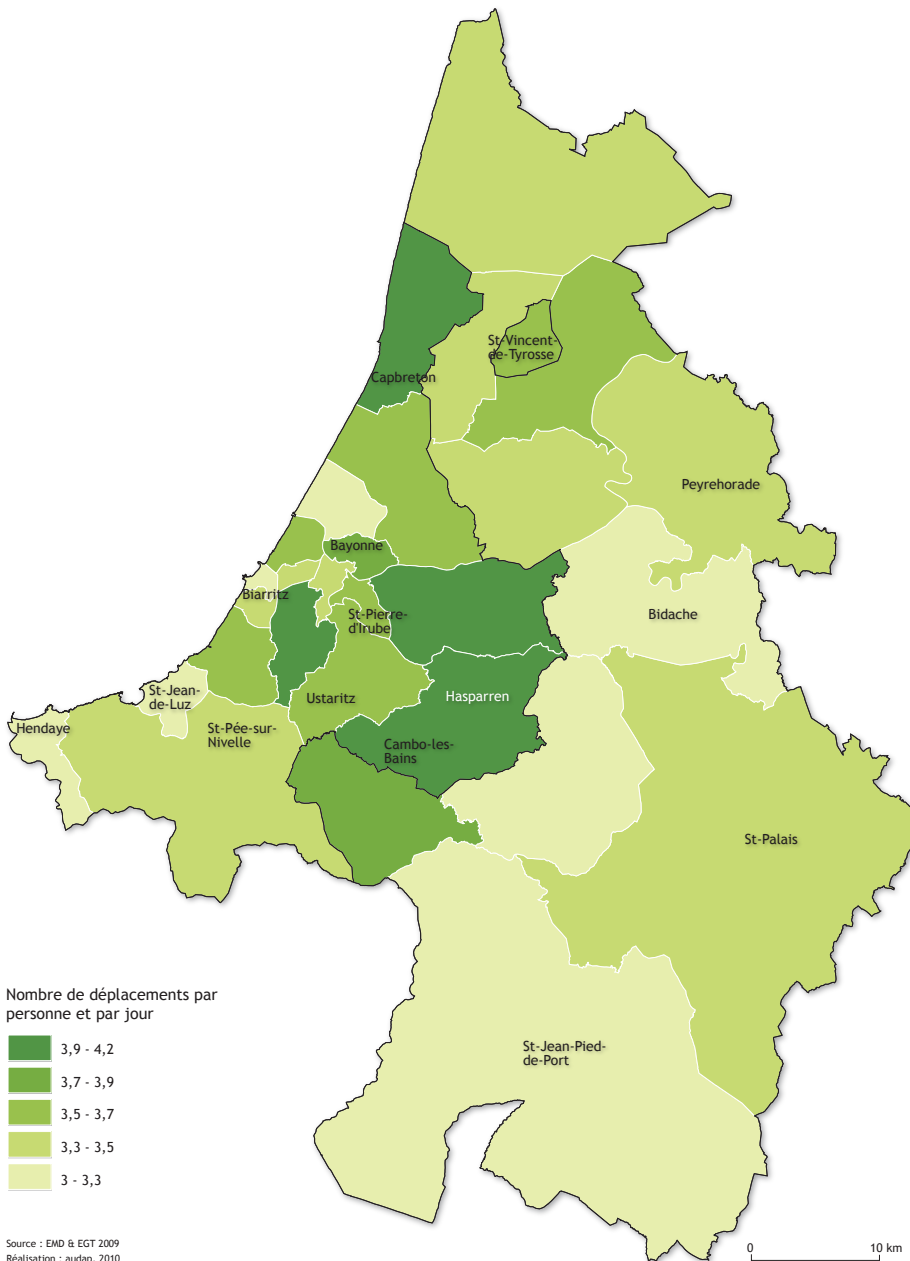 St-Vincent-
de-Tyrosse
Capbreton
Peyrehorade
Bayonne
Biarritz
St-Pierre-
d'Irube
Bidache
St-Jean-
de-Luz
Ustaritz
Hasparren
Hendaye
St-Pée-sur-
Nivelle
Cambo-les-
Bains
St-Palais
St-Jean-Pied-
de-Port
Nombre de déplacements par
personne et par jour
3,9 - 4,2
3,7 - 3,9
3,5 - 3,7
3,3 - 3,5
3 - 3,3
Source : EMD & EGT 2009
Réalisation : audap, 2010
0 10 km